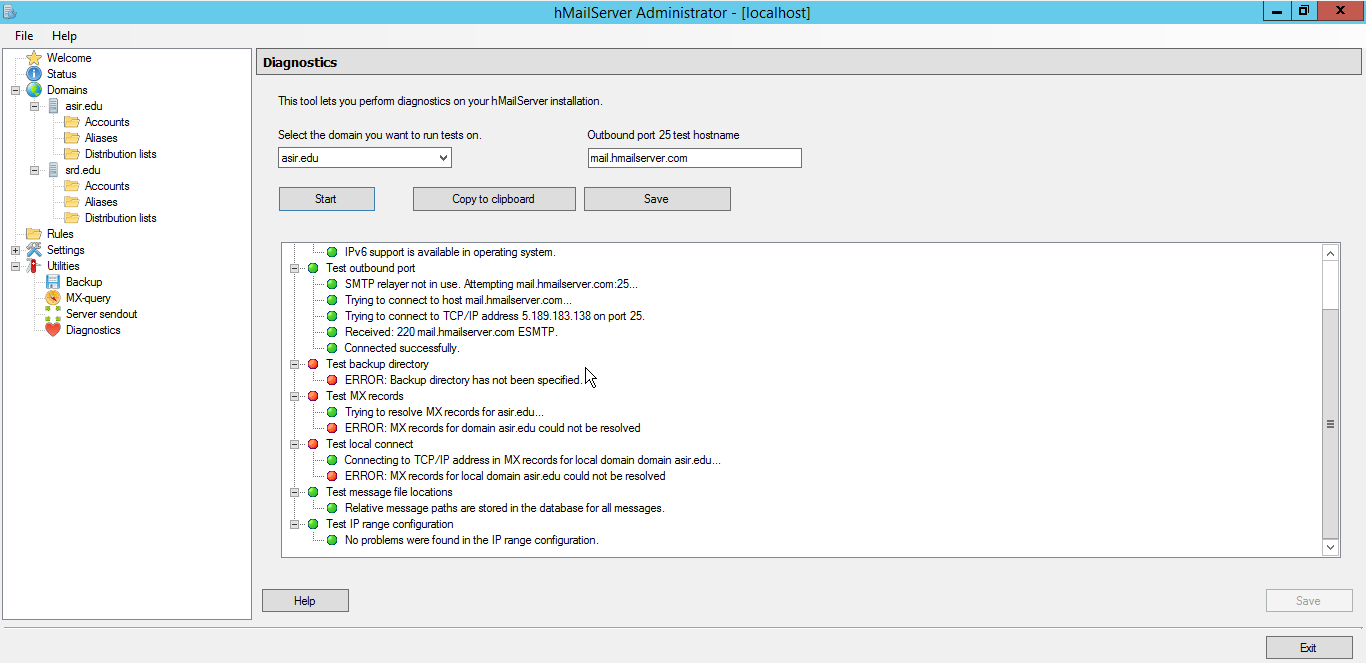 hMailServer Administrator - [localhost]
File Help
Welcome
Status
Domains
asir.edu
Accounts
Aliases
Distribution lists
srd.edu
Accounts
Aliases
Distribution lists
Rules
Settings
Utilities
Backup
MX-query
Server sendout
Diagnostics
Diagnostics
This tool lets you perform diagnostics on your hMailServer installation.
Select the domain you want to run tests on.
Outbound port 25 test hostname
asir.edu
mail.hmailserver.com
Start
Copy to clipboard
Save
IPv6 support is available in operating system.
Test outbound port
SMTP relayer not in use. Attempting mail.hmailserver.com:25...
Trying to connect to host mail.hmailserver.com...
Trying to connect to TCP/IP address 5.189.183.138 on port 25.
Received: 220 mail.hmailserver.com ESMTP.
Connected successfully.
Test backup directory
ERROR: Backup directory has not been specified.
Test MX records
Trying to resolve MX records for asir.edu...
ERROR: MX records for domain asir.edu could not be resolved
Test local connect
Connecting to TCP/IP address in MX records for local domain domain asir.edu...
ERROR: MX records for local domain asir.edu could not be resolved
Test message file locations
Relative message paths are stored in the database for all messages.
Test IP range configuration
No problems were found in the IP range configuration.
Help
Save
Exit